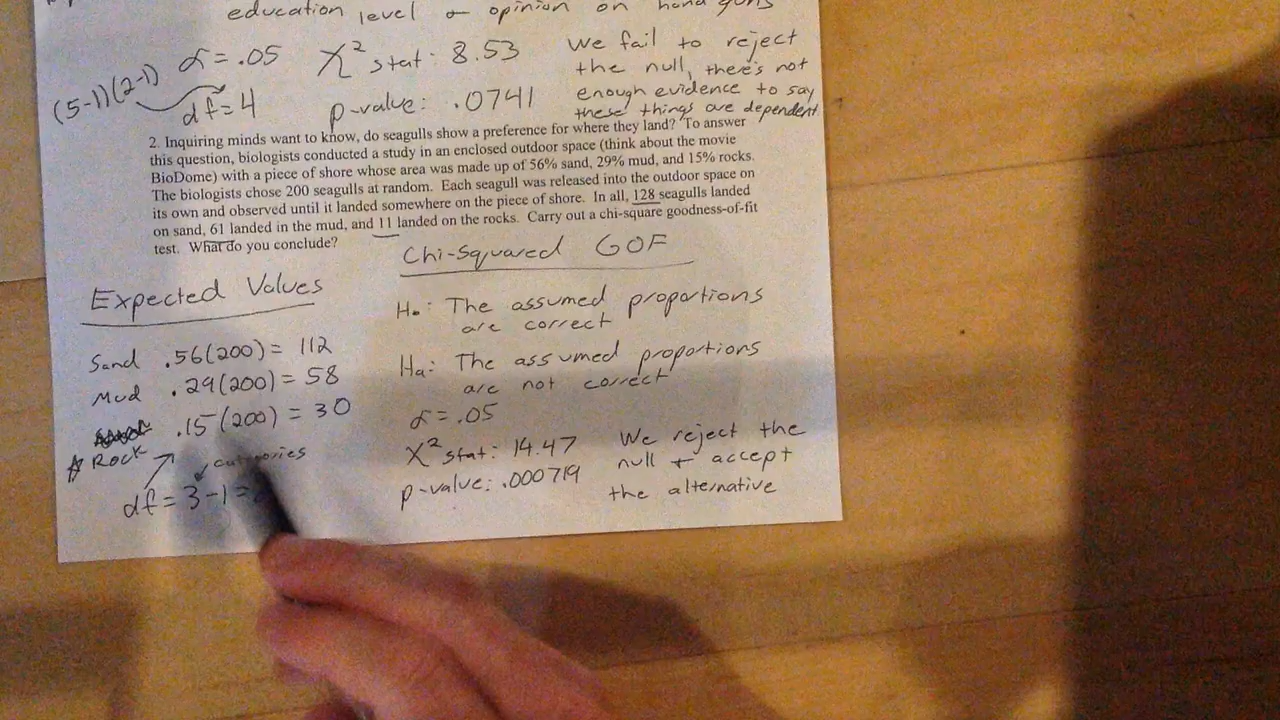 education level & opinion on hand guns
(5-1)(2-1) α = .05 χ² stat: 8.53 We fail to reject
the null, there's not
df = 4 p-value: .0741 enough evidence to say
these things are dependent
2. Inquiring minds want to know, do seagulls show a preference for where they land? To answer
this question, biologists conducted a study in an enclosed outdoor space (think about the movie
BioDome) with a piece of shore whose area was made up of 56% sand, 29% mud, and 15% rocks.
The biologists chose 200 seagulls at random. Each seagull was released into the outdoor space on
its own and observed until it landed somewhere on the piece of shore. In all, 128 seagulls landed
on sand, 61 landed in the mud, and 11 landed on the rocks. Carry out a chi-square goodness-of-fit
test. What do you conclude?
Chi-Squared GOF
Expected Values
Sand .56(200) = 112
Mud .29(200) = 58
.15(200) = 30
Rock
categories
df = 3-1 =
Ho: The assumed proportions
are correct
Ha: The assumed proportions
are not correct
α = .05
χ² stat: 14.47
p-value: .000719
We reject the
null + accept
the alternative